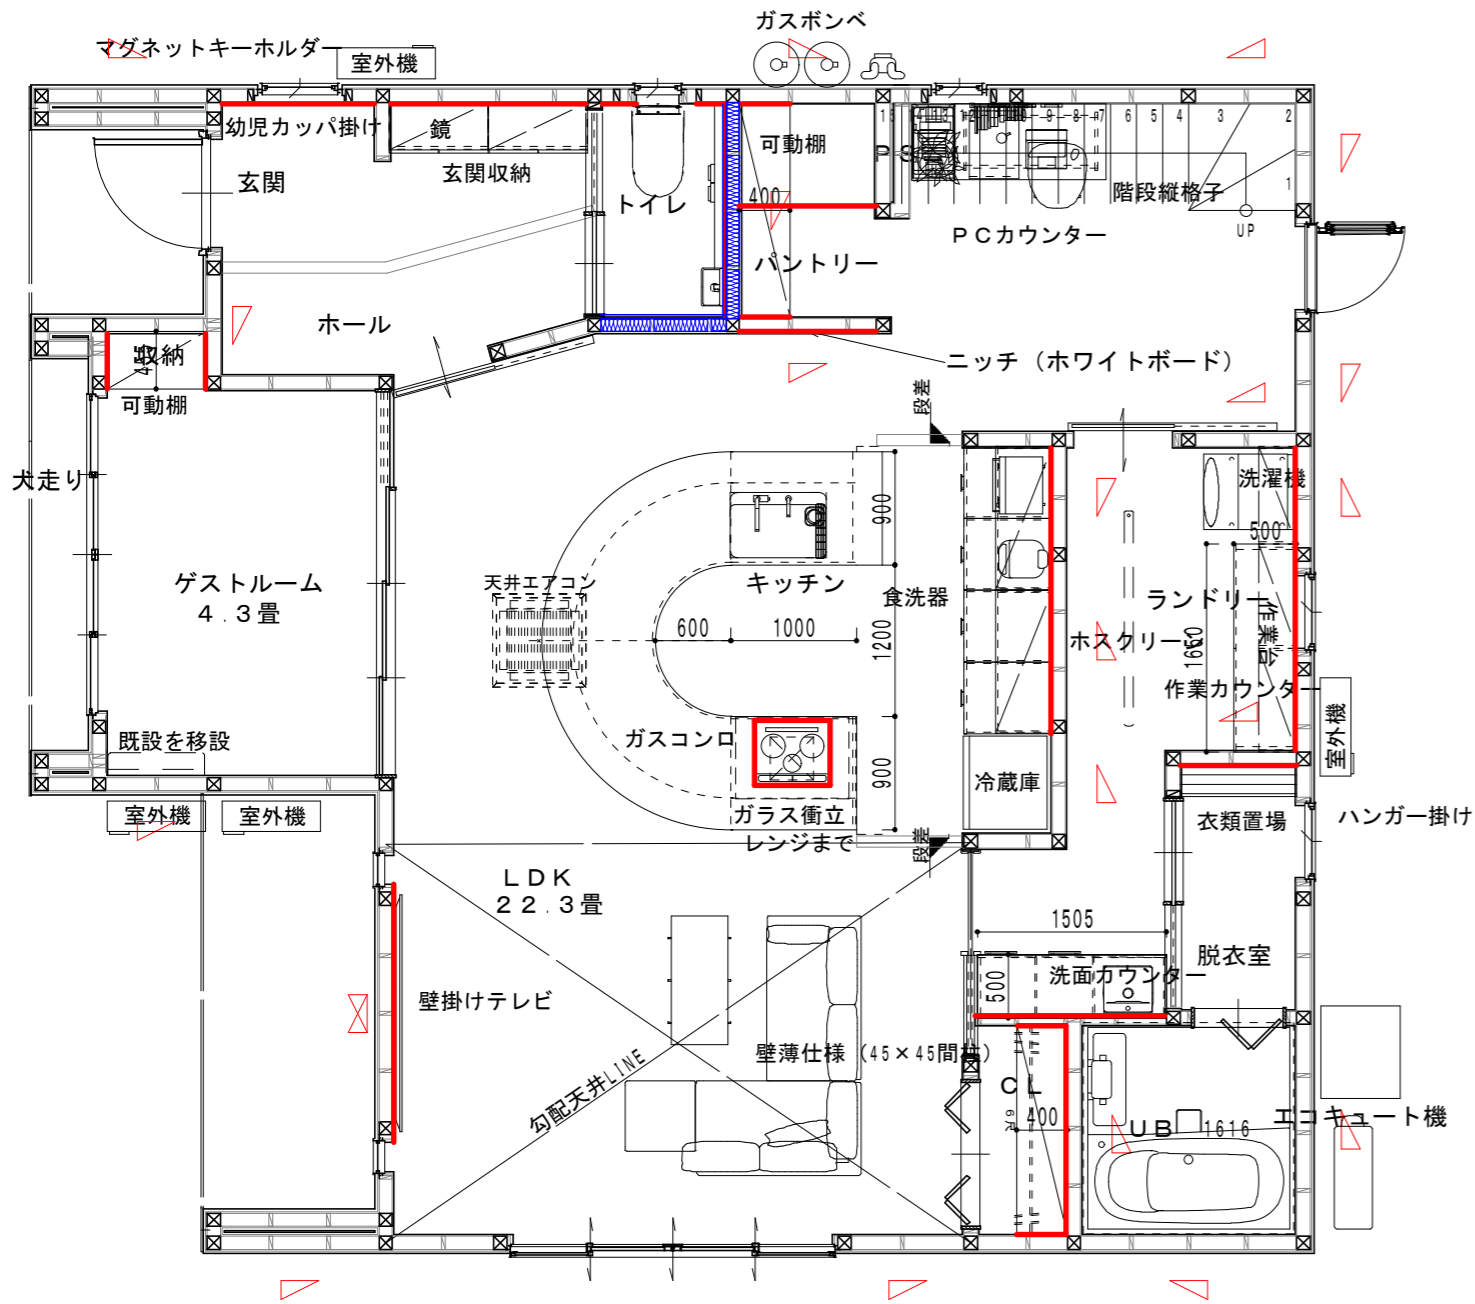 ガスボンベ
マグネットキーホルダー
室外機
幼児カッパ掛け
鏡
可動棚
玄関
玄関収納
トイレ
400
階段縦格子
PCカウンター
UP
パントリー
ホール
ニッチ（ホワイトボード）
収納
可動棚
段差
犬走り
洗濯機
500
900
天井エアコン
キッチン
食洗器
ゲストルーム
4.3畳
ランドリー
作業台
600
1000
1200
ホスクリーン
1650
作業カウンター
既設を移設
ガスコンロ
室外機
900
冷蔵庫
室外機
室外機
ガラス衝立
レンジまで
段差
衣類置場
ハンガー掛け
LDK
22.3畳
1505
脱衣室
500
洗面カウンター
壁掛けテレビ
壁薄仕様（45×45間柱）
勾配天井LINE
CL
400
UB
1616
エコキュート機
1
2
3
4
5
6
7
8
9